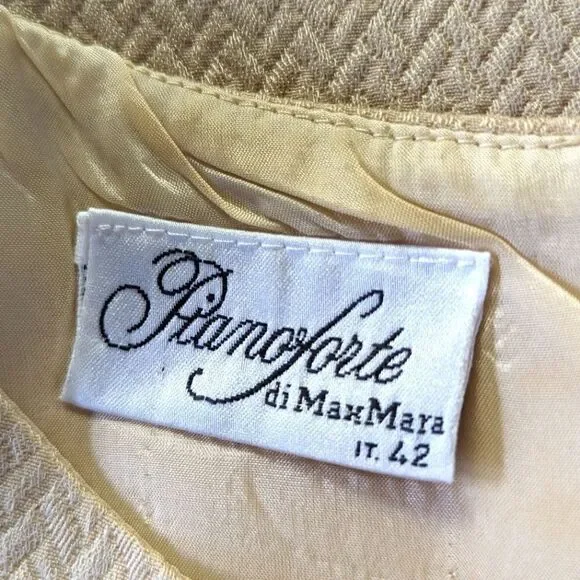 Pianoforte
di MaxMara
IT. 42